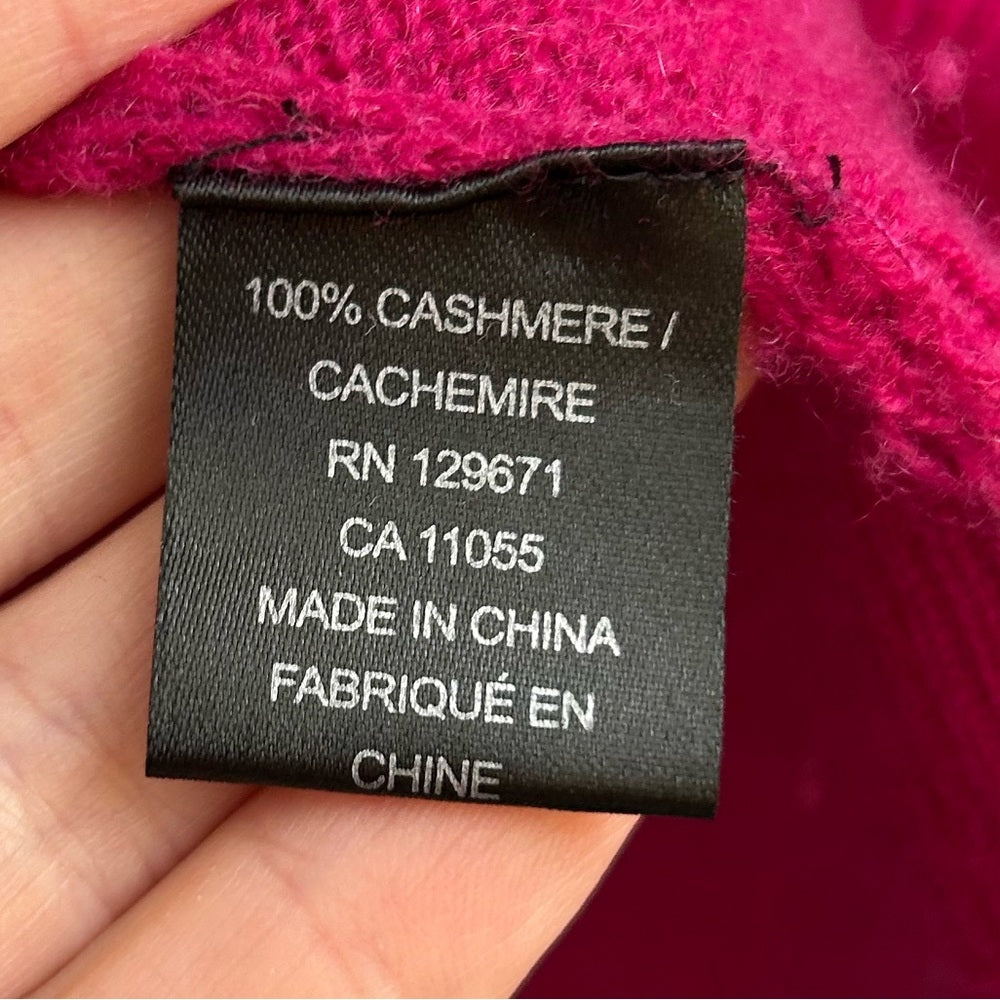 100% CASHMERE /
CACHEMIRE
RN 129671
CA 11055
MADE IN CHINA
FABRIQUÉ EN
CHINE